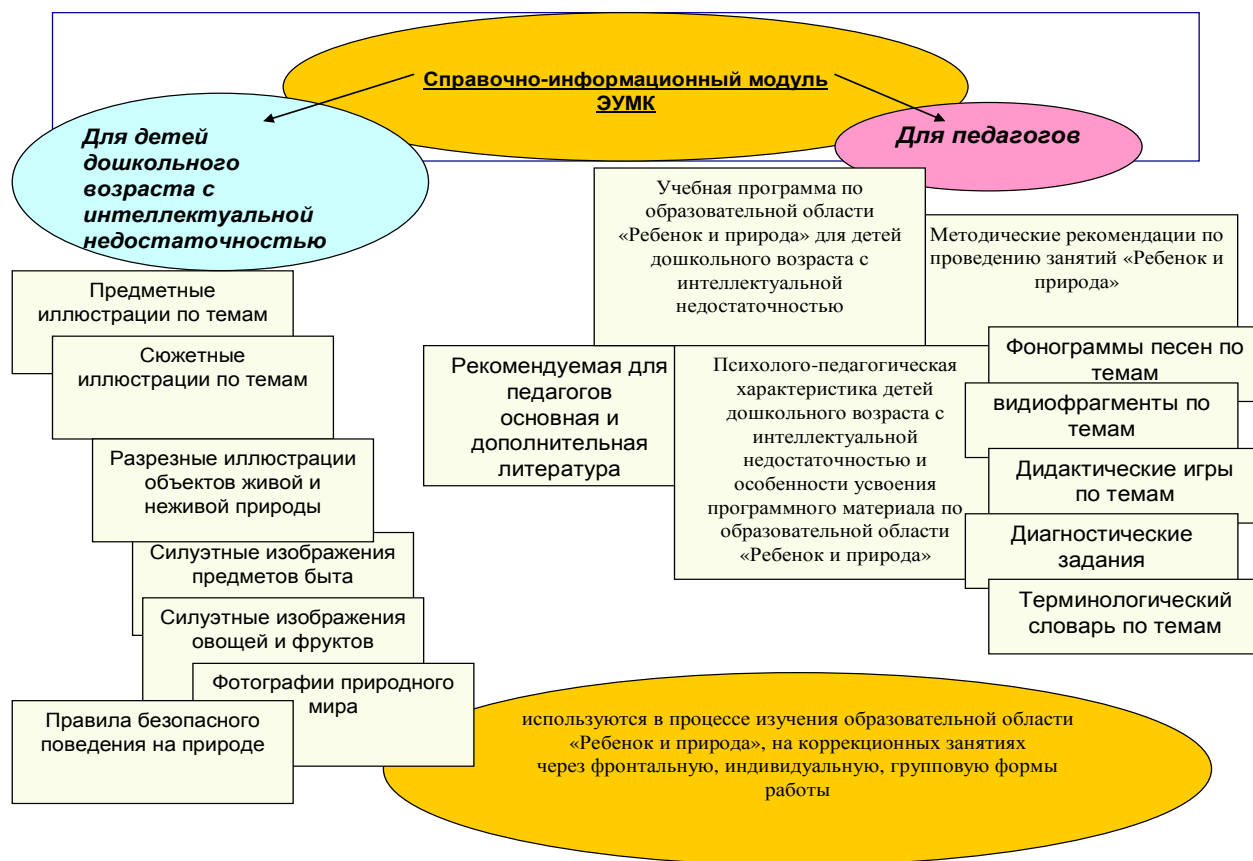 Справочно-информационный модуль
ЭУМК
Для детей
дошкольного
возраста с
интеллектуальной
недостаточностью
Для педагогов
Предметные
иллюстрации по темам
Сюжетные
иллюстрации по темам
Разрезные иллюстрации
объектов живой и
неживой природы
Силуэтные изображения
предметов быта
Силуэтные изображения
овощей и фруктов
Фотографии природного
мира
Правила безопасного
поведения на природе
Учебная программа по
образовательной области
«Ребенок и природа» для детей
дошкольного возраста с
интеллектуальной
недостаточностью
Методические рекомендации по
проведению занятий «Ребенок и
природа»
Рекомендуемая для
педагогов
основная и
дополнительная
литература
Психолого-педагогическая
характеристика детей
дошкольного возраста с
интеллектуальной
недостаточностью и
особенности усвоения
программного материала по
образовательной области
«Ребенок и природа»
Фонограммы песен по
темам
видиофрагменты по
темам
Дидактические игры
по темам
Диагностические
задания
Терминологический
словарь по темам
используются в процессе изучения образовательной области
«Ребенок и природа», на коррекционных занятиях
через фронтальную, индивидуальную, групповую формы
работы